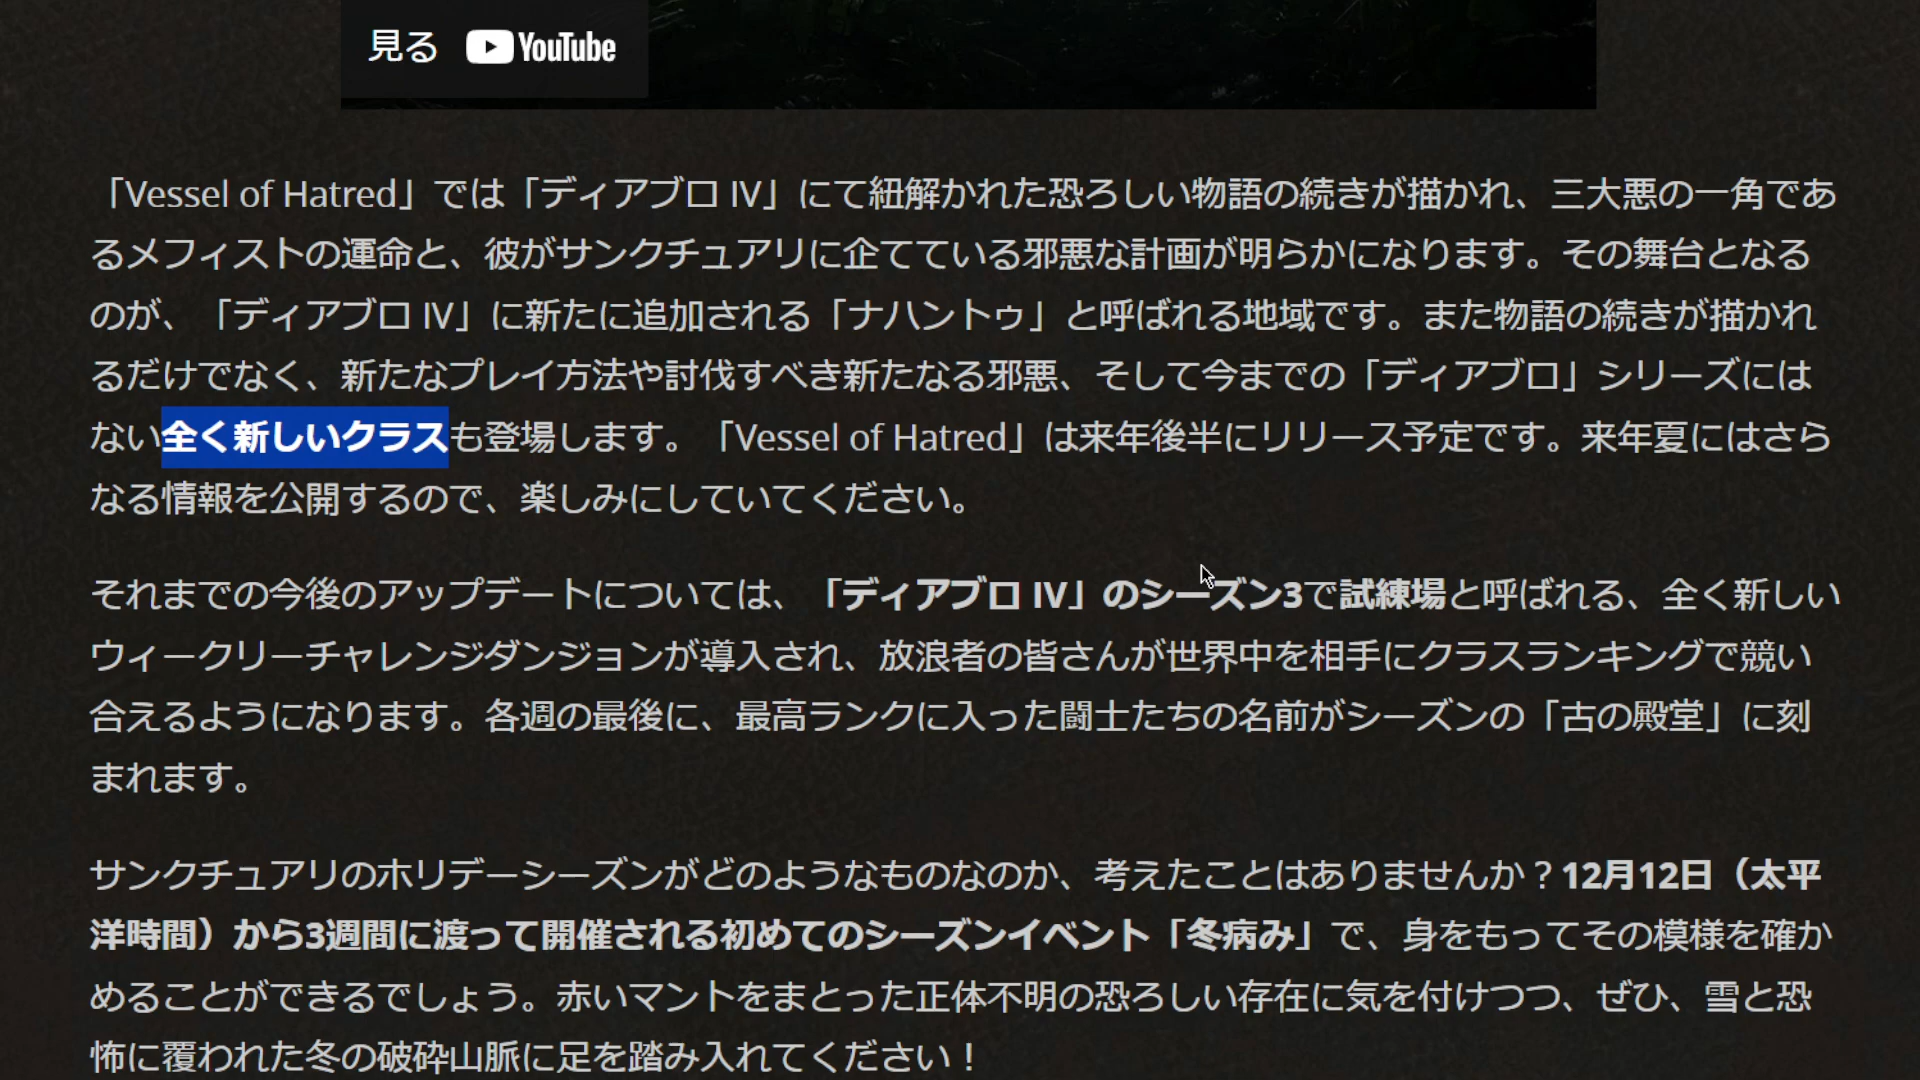 見る YouTube
「Vessel of Hatred」では「ディアブロ IV」にて紐解かれた恐ろしい物語の続きが描かれ、三大悪の一角であ
るメフィストの運命と、彼がサンクチュアリに企てている邪悪な計画が明らかになります。その舞台となる
のが、「ディアブロ IV」に新たに追加される「ナハントゥ」と呼ばれる地域です。また物語の続きが描かれ
るだけでなく、新たなプレイ方法や討伐すべき新たなる邪悪、そして今までの「ディアブロ」シリーズには
ない全く新しいクラスも登場します。「Vessel of Hatred」は来年後半にリリース予定です。来年夏にはさら
なる情報を公開するので、楽しみにしていてください。
それまでの今後のアップデートについては、「ディアブロ IV」のシーズン3で試練場と呼ばれる、全く新しい
ウィークリーチャレンジダンジョンが導入され、放浪者の皆さんが世界中を相手にクラスランキングで競い
合えるようになります。各週の最後に、最高ランクに入った闘士たちの名前がシーズンの「古の殿堂」に刻
まれます。
サンクチュアリのホリデーシーズンがどのようなものなのか、考えたことはありませんか？12月12日（太平
洋時間）から3週間に渡って開催される初めてのシーズンイベント「冬病み」で、身をもってその模様を確か
めることができるでしょう。赤いマントをまとった正体不明の恐ろしい存在に気を付けつつ、ぜひ、雪と恐
怖に覆われた冬の破砕山脈に足を踏み入れてください！